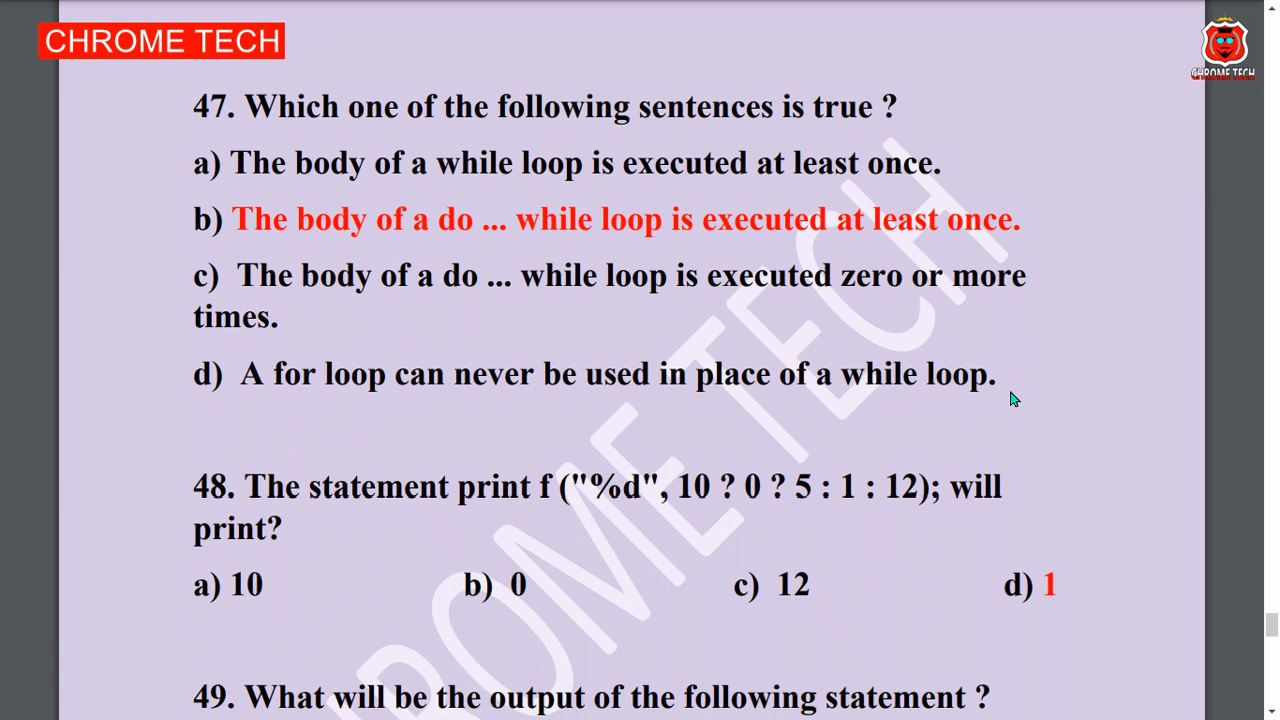 CHROME TECH
CHROME TECH
47. Which one of the following sentences is true ?
a) The body of a while loop is executed at least once.
b) The body of a do ... while loop is executed at least once.
c) The body of a do ... while loop is executed zero or more
times.
d) A for loop can never be used in place of a while loop.
48. The statement print f ("%d", 10 ? 0 ? 5 : 1 : 12); will
print?
a) 10 b) 0 c) 12 d) 1
49. What will be the output of the following statement ?
CHROME TECH